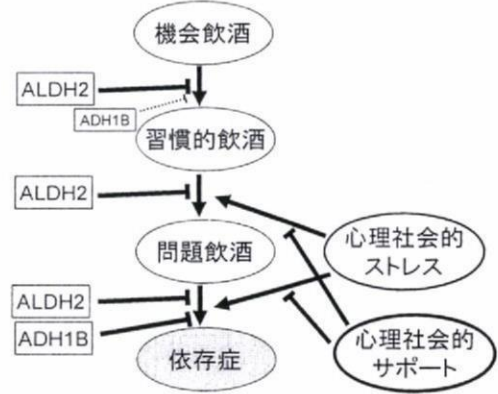 機会飲酒
ALDH2
ADH1B
習慣的飲酒
ALDH2
問題飲酒
心理社会的
ストレス
ALDH2
ADH1B
依存症
心理社会的
サポート